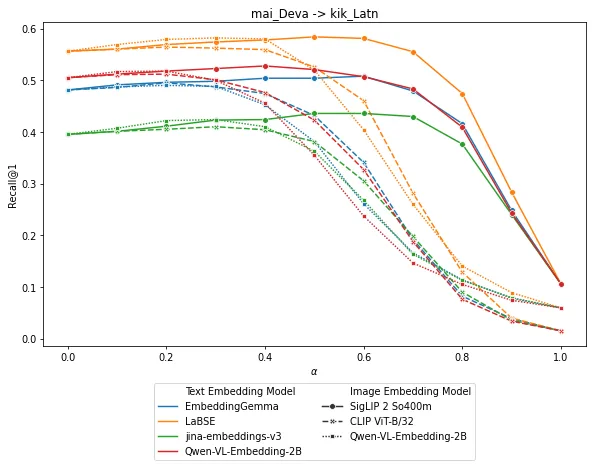 mai_Deva -> kik_Latn
Recall@1
0.6
0.5
0.4
0.3
0.2
0.1
0.0
0.0 0.2 0.4 0.6 0.8 1.0
α
Text Embedding Model
EmbeddingGemma
LaBSE
jina-embeddings-v3
Qwen-VL-Embedding-2B
Image Embedding Model
SigLIP 2 So400m
CLIP ViT-B/32
Qwen-VL-Embedding-2B